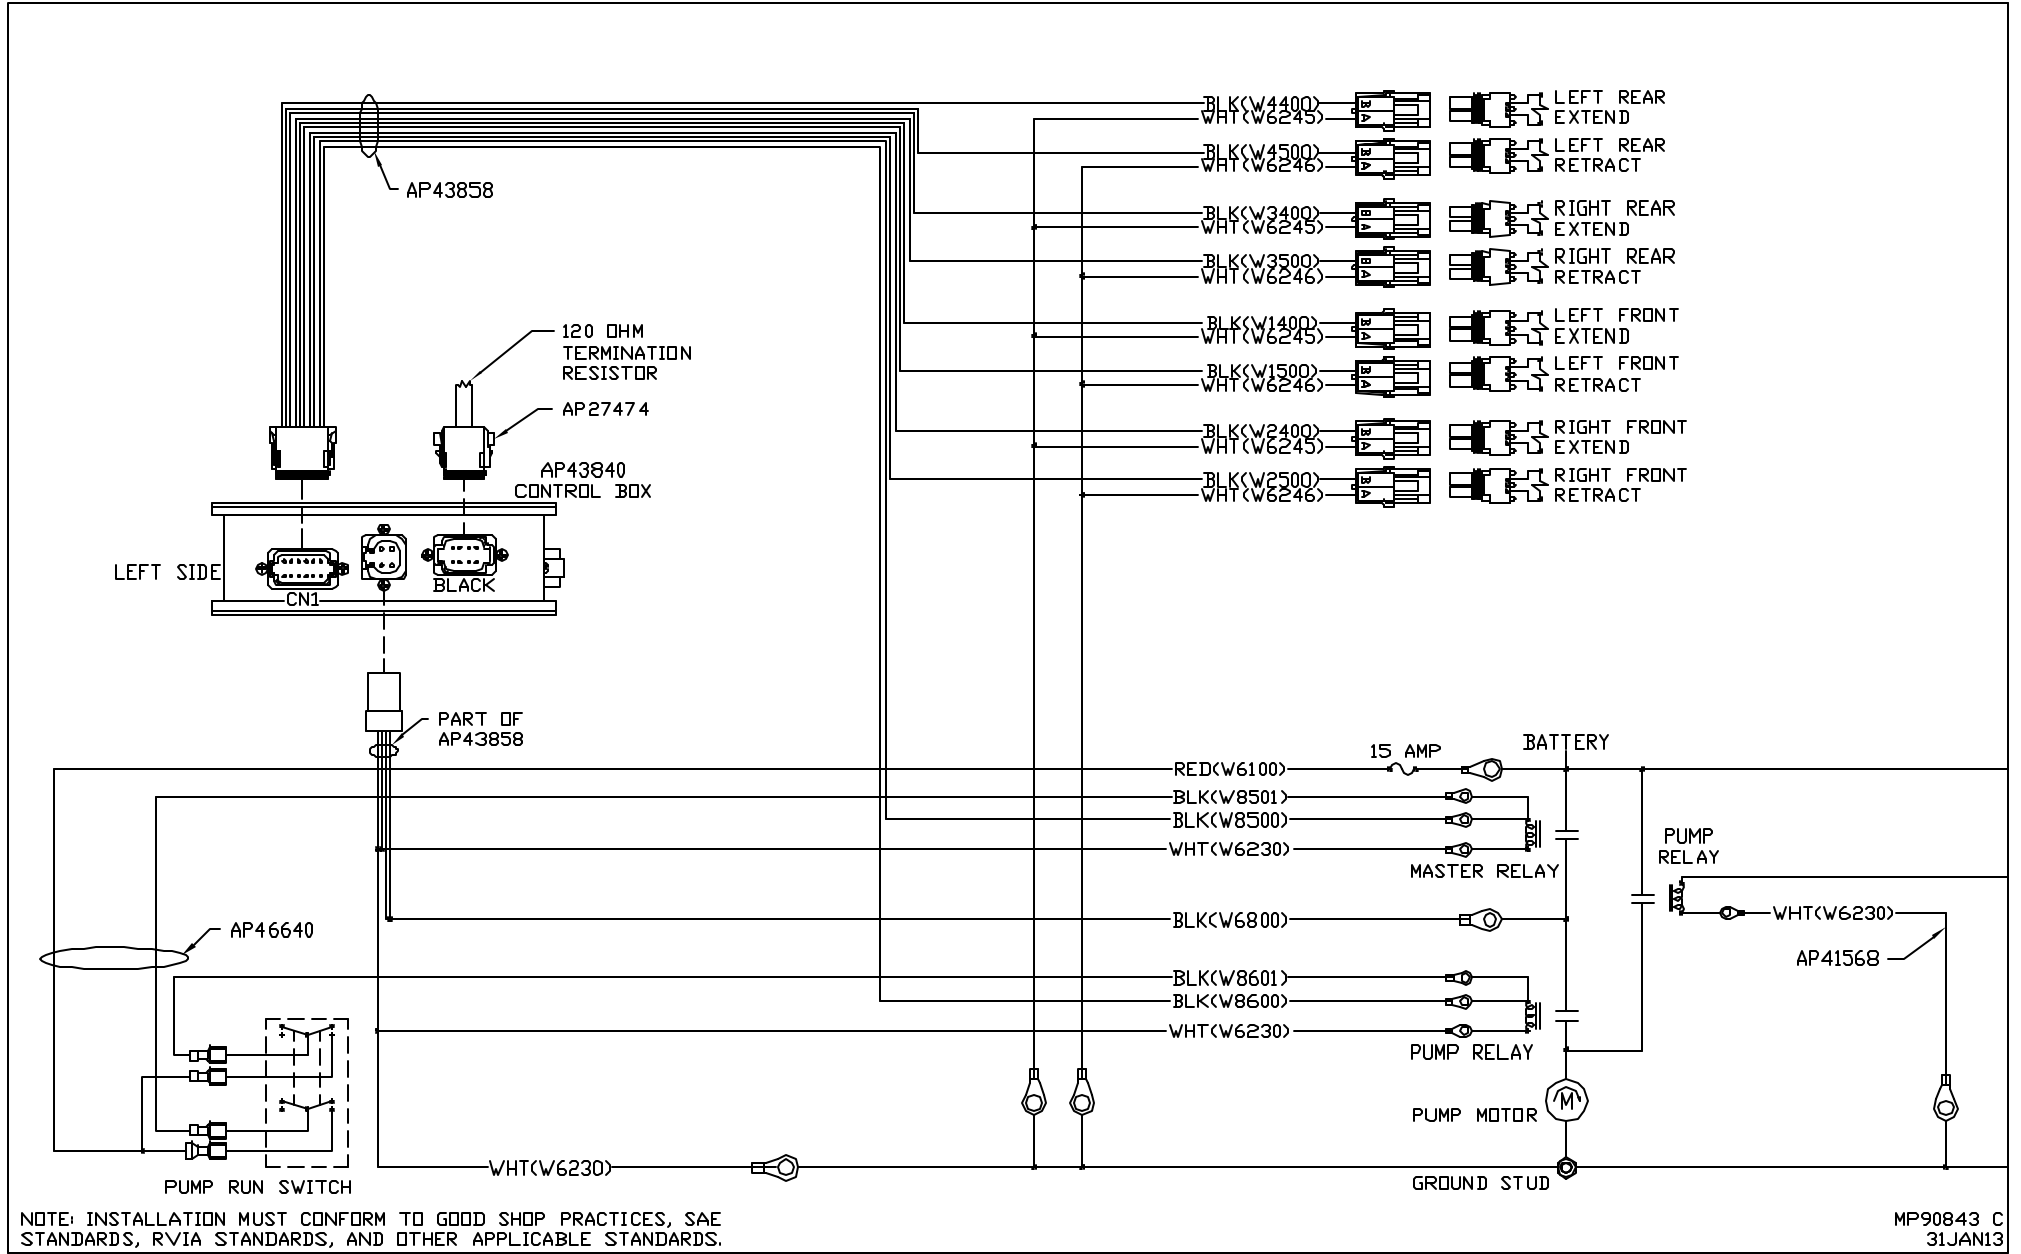 BLK(W4400)
WHT(W6245)
B
A
LEFT REAR
EXTEND
BLK(W4500)
WHT(W6246)
B
A
LEFT REAR
RETRACT
AP43858
BLK(W3400)
WHT(W6245)
B
A
RIGHT REAR
EXTEND
BLK(W3500)
WHT(W6246)
B
A
RIGHT REAR
RETRACT
BLK(W1400)
WHT(W6245)
B
A
LEFT FRONT
EXTEND
120 OHM
TERMINATION
RESISTOR
BLK(W1500)
WHT(W6246)
B
A
LEFT FRONT
RETRACT
AP27474
BLK(W2400)
WHT(W6245)
B
A
RIGHT FRONT
EXTEND
AP43840
CONTROL BOX
BLK(W2500)
WHT(W6246)
B
A
RIGHT FRONT
RETRACT
LEFT SIDE
CN1
BLACK
PART OF
AP43858
15 AMP
BATTERY
RED(W6100)
BLK(W8501)
BLK(W8500)
WHT(W6230)
MASTER RELAY
PUMP
RELAY
BLK(W6800)
WHT(W6230)
AP46640
AP41568
BLK(W8601)
BLK(W8600)
WHT(W6230)
PUMP RELAY
M
PUMP MOTOR
WHT(W6230)
GROUND STUD
PUMP RUN SWITCH
NOTE: INSTALLATION MUST CONFORM TO GOOD SHOP PRACTICES, SAE
STANDARDS, RVIA STANDARDS, AND OTHER APPLICABLE STANDARDS.
MP90843 C
31JAN13